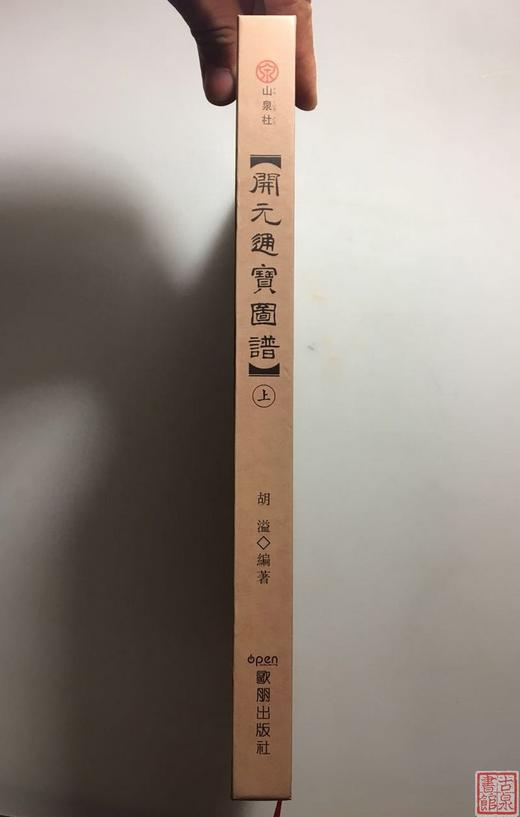 山泉社
【開元通寶圖譜】
上
胡溢◇編著
open
歐朋出版社
古泉書館